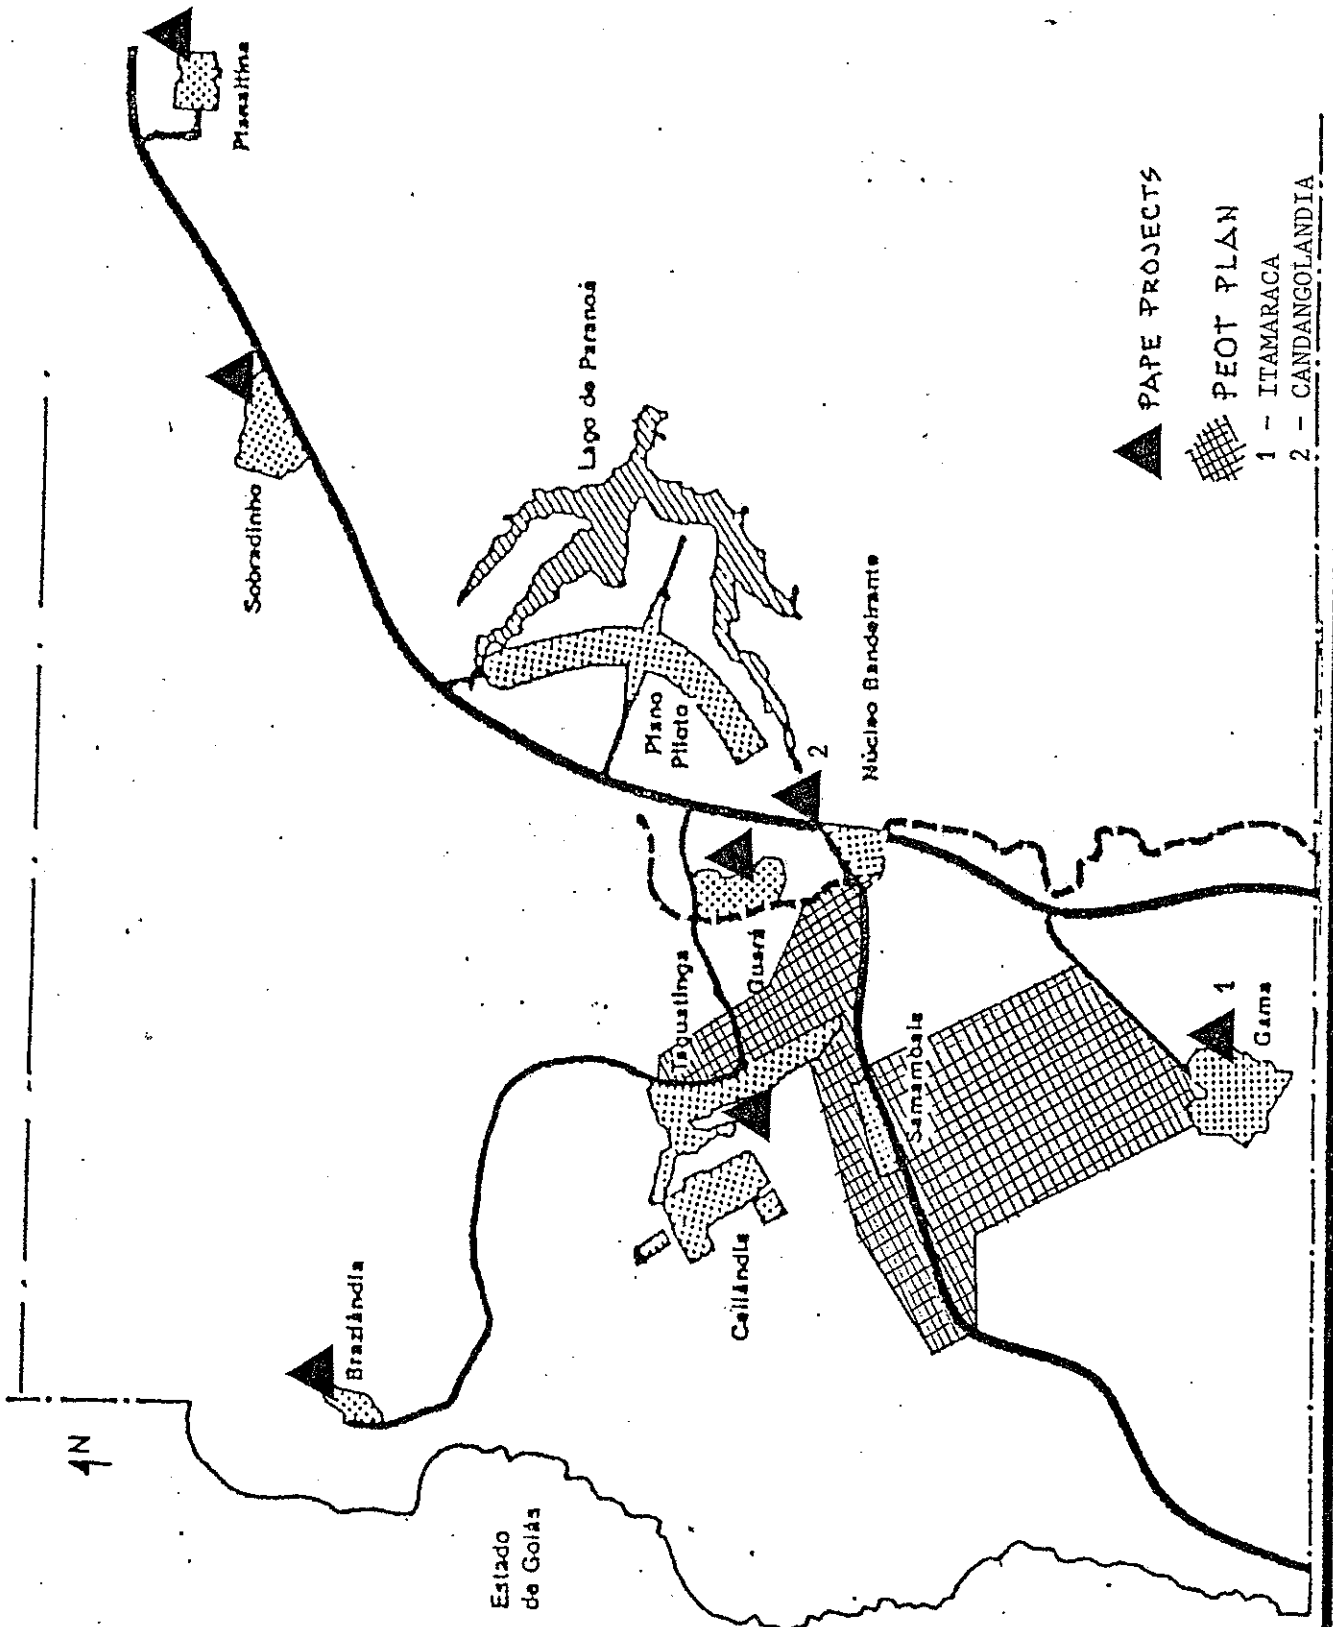 N
Planaltina
Sobradinho
Lago do Paranoá
Brazlândia
Estado
de Goiás
Plano
Piloto
Taguatinga
Guará
Ceilândia
2
Núcleo Bandeirante
Samambaia
1
Gama
PAPE PROJECTS
PEOT PLAN
1 - ITAMARACA
2 - CANDANGOLANDIA